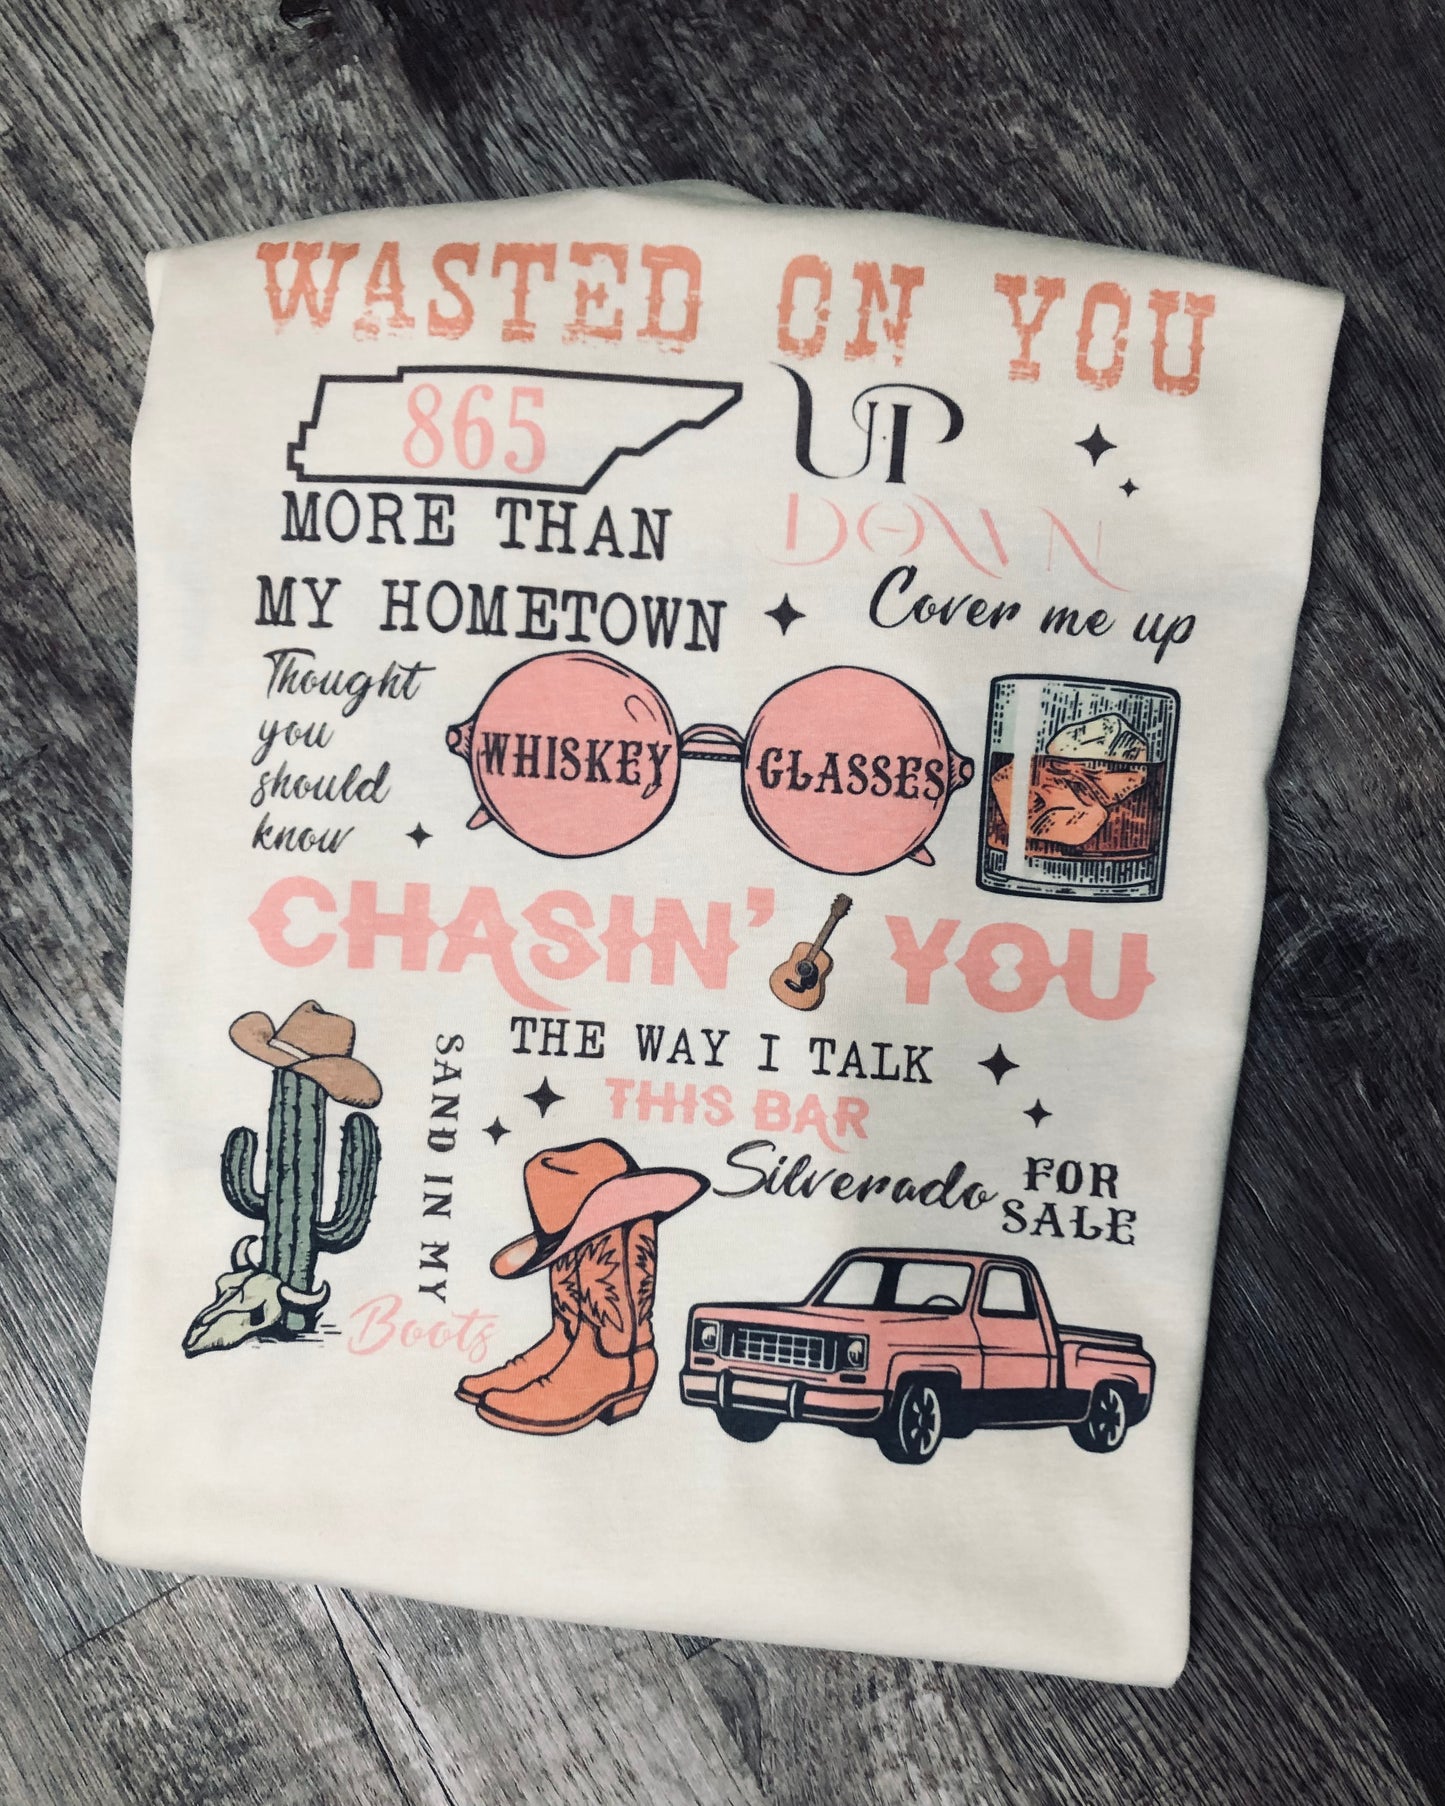 WASTED ON YOU
865
MORE THAN
MY HOMETOWN
UP
DOWN
Cover me up
Thought
you
should
know
WHISKEY GLASSES
CHASIN' YOU
THE WAY I TALK
THIS BAR
SAND IN MY
Boots
Silverado FOR
SALE